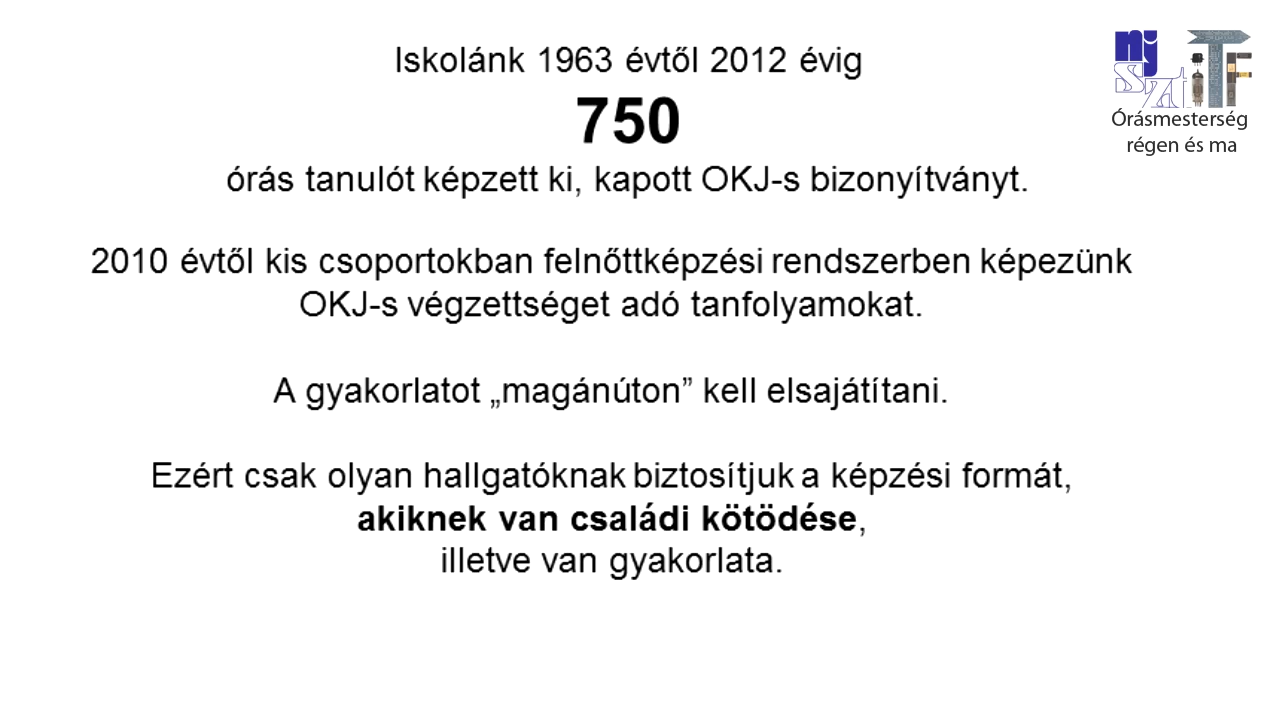 Iskolánk 1963 évtől 2012 évig
750
órás tanulót képzett ki, kapott OKJ-s bizonyítványt.
2010 évtől kis csoportokban felnőttképzési rendszerben képezünk
OKJ-s végzettséget adó tanfolyamokat.
A gyakorlatot „magánúton” kell elsajátítani.
Ezért csak olyan hallgatóknak biztosítjuk a képzési formát,
akiknek van családi kötödése,
illetve van gyakorlata.
njszt iTF
Órásmesterség
régen és ma